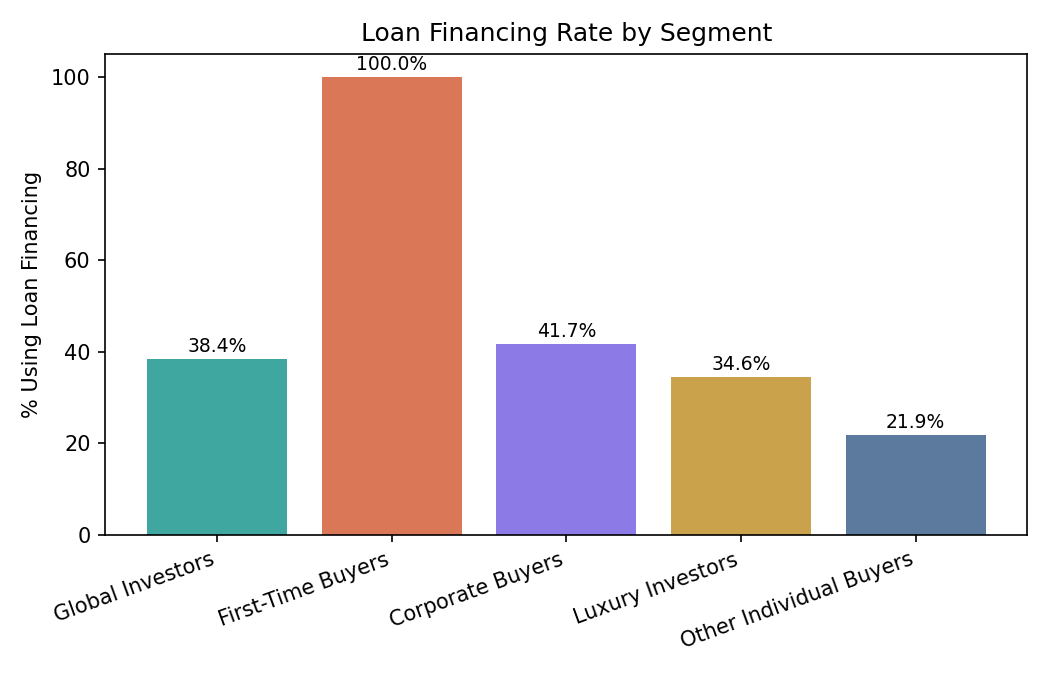 Loan Financing Rate by Segment
% Using Loan Financing
100
80
60
40
20
0
38.4%
100.0%
41.7%
34.6%
21.9%
Global Investors
First-Time Buyers
Corporate Buyers
Luxury Investors
Other Individual Buyers